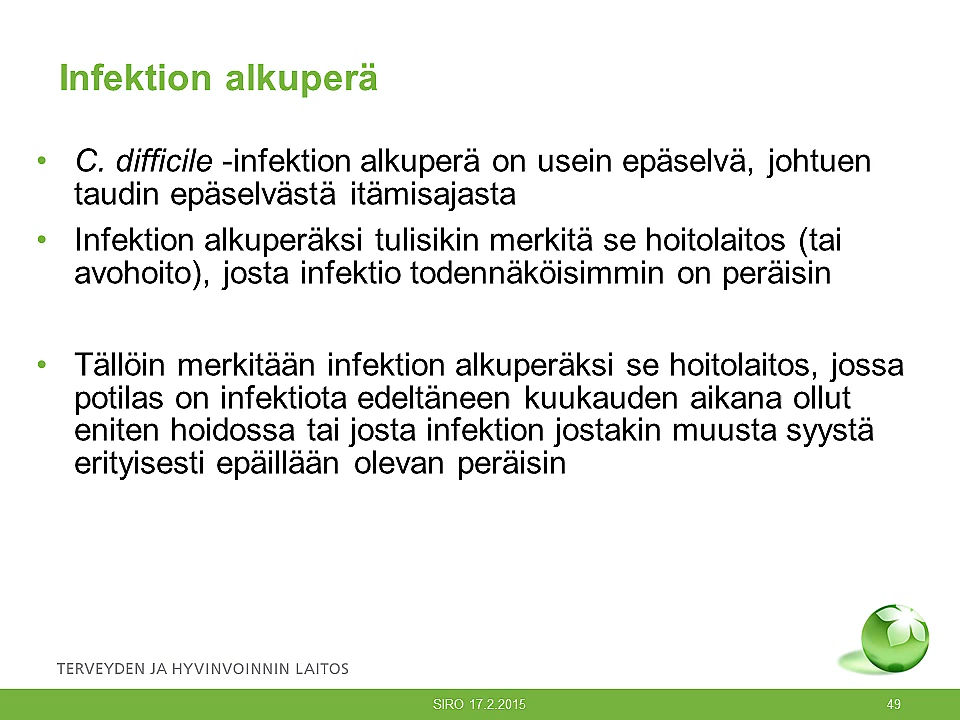 Infektion alkuperä
• C. difficile -infektion alkuperä on usein epäselvä, johtuen
taudin epäselvästä itämisajasta
• Infektion alkuperäksi tulisikin merkitä se hoitolaitos (tai
avohoito), josta infektio todennäköisimmin on peräisin
• Tällöin merkitään infektion alkuperäksi se hoitolaitos, jossa
potilas on infektiota edeltäneen kuukauden aikana ollut
eniten hoidossa tai josta infektion jostakin muusta syystä
erityisesti epäillään olevan peräisin
TERVEYDEN JA HYVINVOINNIN LAITOS
SIRO 17.2.2015
49